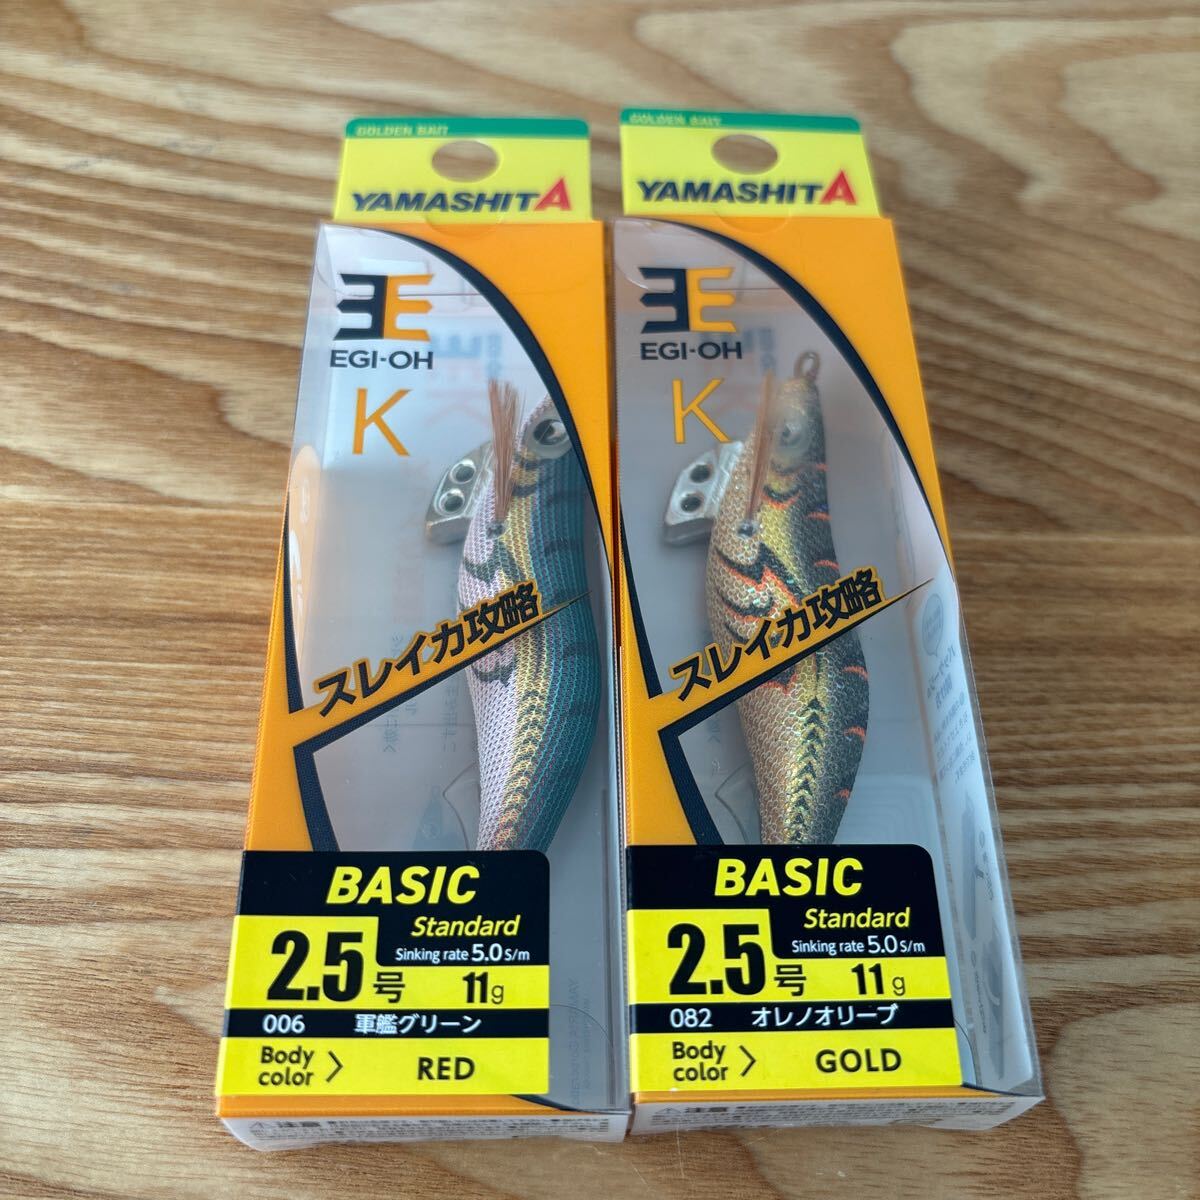 GOLDEN BAIT
YAMASHITA
EGI-OH
K
スレイカ攻略
BASIC
Standard
Sinking rate 5.0 S/m
2.5号
11g
006 軍艦グリーン
Body color > RED
GOLDEN BAIT
YAMASHITA
EGI-OH
K
スレイカ攻略
BASIC
Standard
Sinking rate 5.0 S/m
2.5号
11g
082 オレノオリーブ
Body color > GOLD